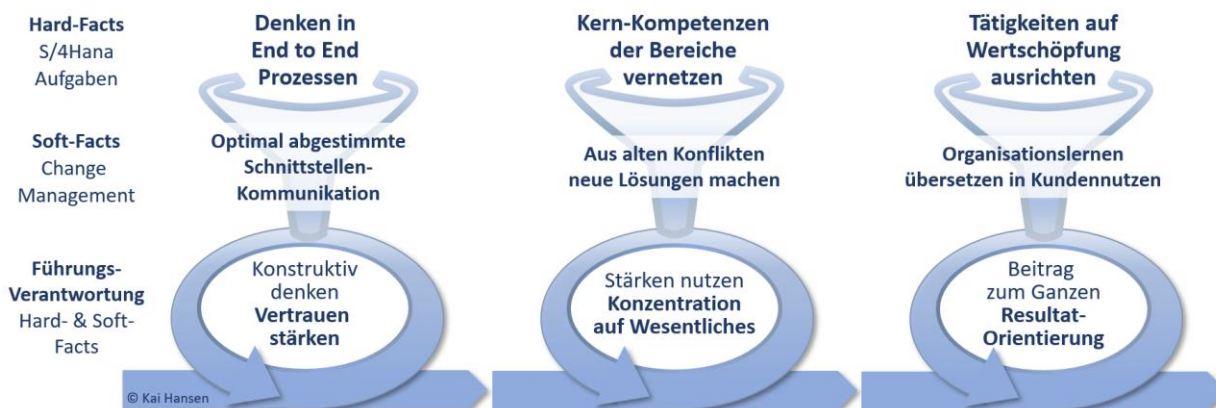 Hard-Facts
S/4Hana
Aufgaben
Denken in
End to End
Prozessen
Kern-Kompetenzen
der Bereiche
vernetzen
Tätigkeiten auf
Wertschöpfung
ausrichten
Soft-Facts
Change
Management
Optimal abgestimmte
Schnittstellen-
Kommunikation
Aus alten Konflikten
neue Lösungen machen
Organisationslernen
übersetzen in Kundennutzen
Führungs-
Verantwortung
Hard- & Soft-
Facts
Konstruktiv
denken
Vertrauen
stärken
Stärken nutzen
Konzentration
auf Wesentliches
Beitrag
zum Ganzen
Resultat-
Orientierung
© Kai Hansen